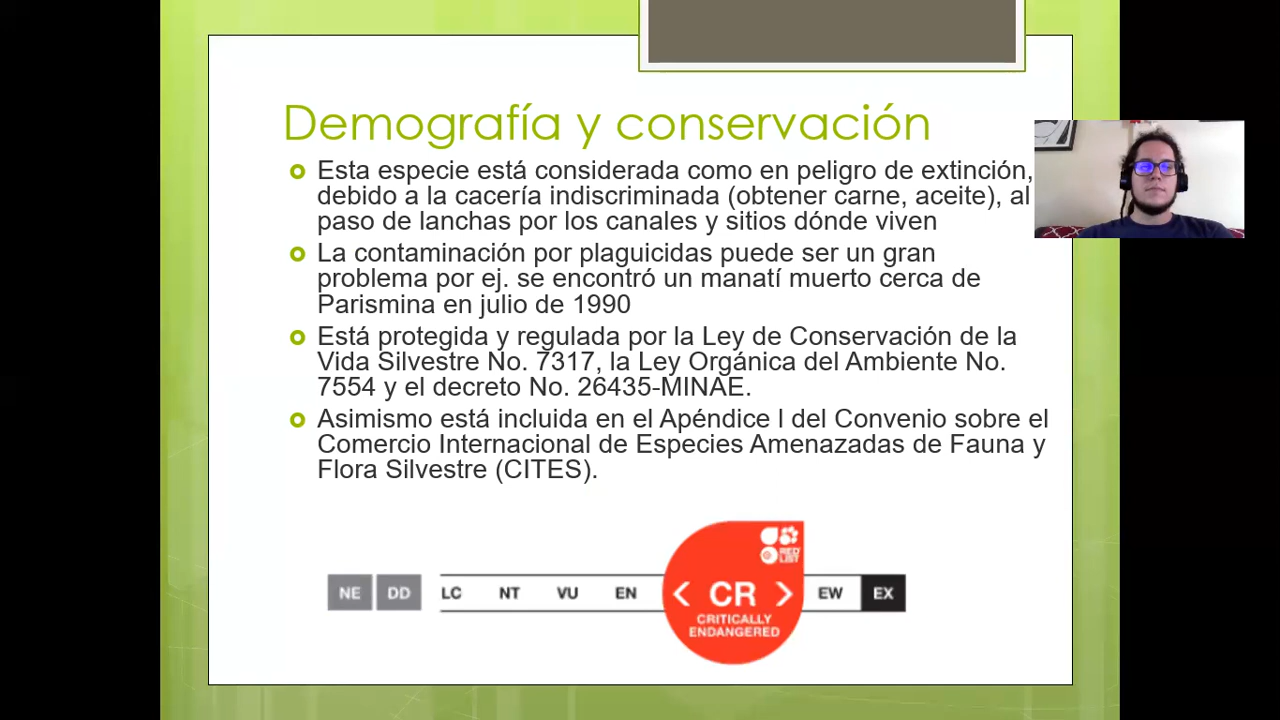 Demografía y conservación
Esta especie está considerada como en peligro de extinción,
debido a la cacería indiscriminada (obtener carne, aceite), al
paso de lanchas por los canales y sitios dónde viven
La contaminación por plaguicidas puede ser un gran
problema por ej. se encontró un manatí muerto cerca de
Parismina en julio de 1990
Está protegida y regulada por la Ley de Conservación de la
Vida Silvestre No. 7317, la Ley Orgánica del Ambiente No.
7554 y el decreto No. 26435-MINAE.
Asimismo está incluida en el Apéndice I del Convenio sobre el
Comercio Internacional de Especies Amenazadas de Fauna y
Flora Silvestre (CITES).
RED
LIST
NE DD LC NT VU EN < CR > EW EX
CRITICALLY
ENDANGERED